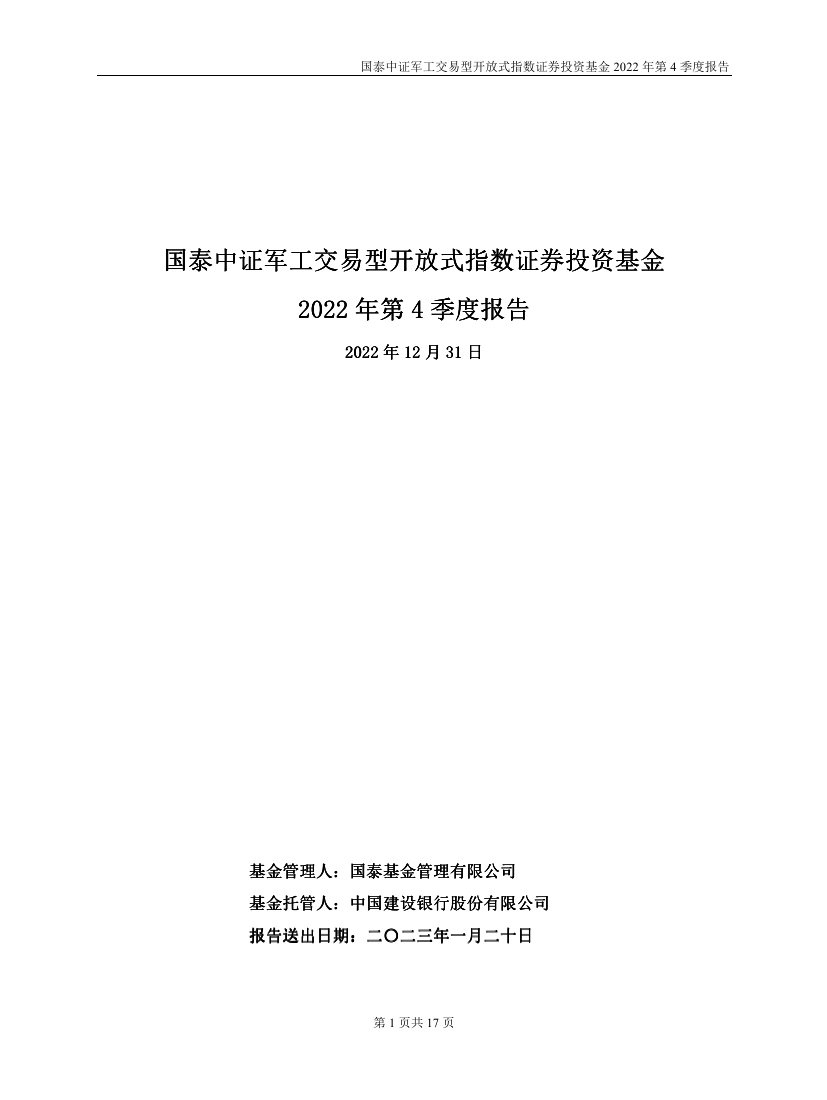 国泰中证军工交易型开放式指数证券投资基金 2022 年第 4 季度报告
国泰中证军工交易型开放式指数证券投资基金
2022 年第 4 季度报告
2022 年 12 月 31 日
基金管理人：国泰基金管理有限公司
基金托管人：中国建设银行股份有限公司
报告送出日期：二〇二三年一月二十日
第 1 页共 17 页